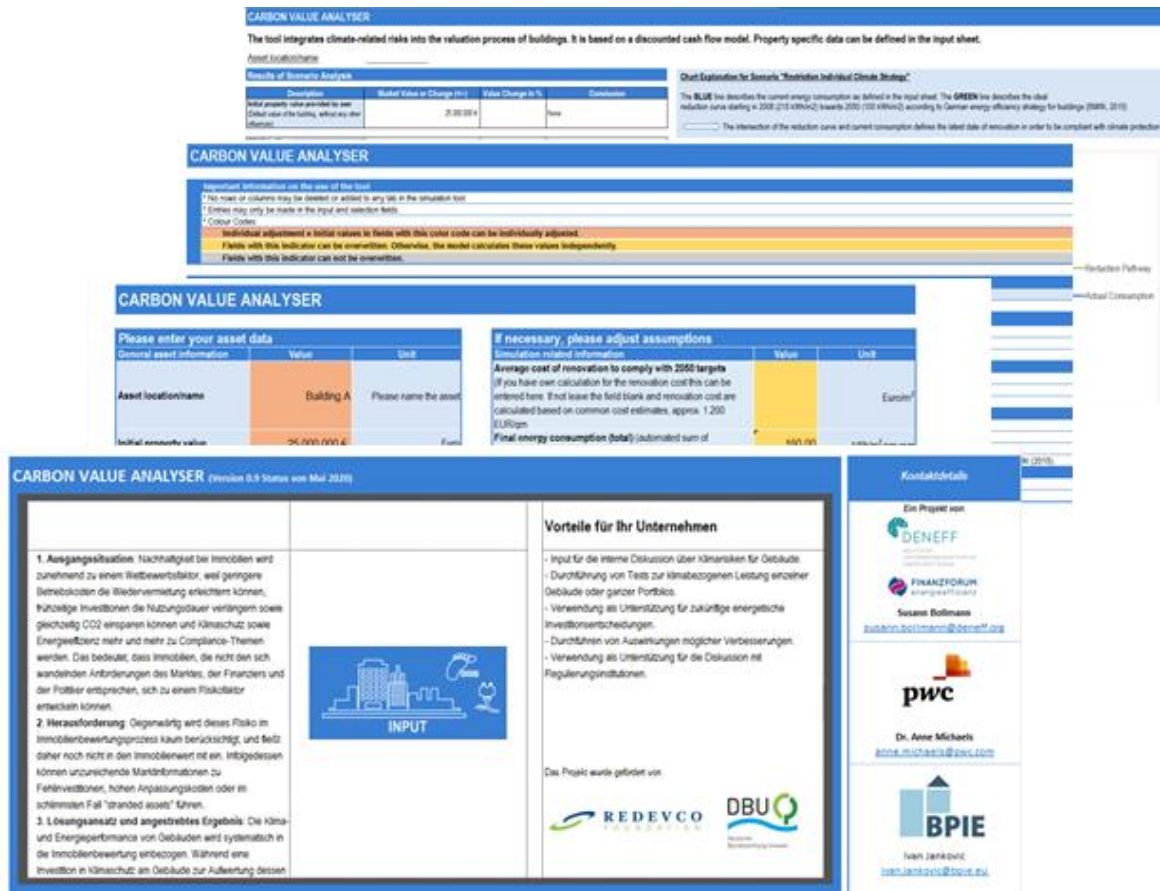 CARBON VALUE ANALYSER
The tool integrates climate-related risks into the valuation process of buildings. It is based on a discounted cash flow model. Property specific data can be defined in the input sheet.
Asset location/name
Results of Scenario Analysis
Description
Market Value or Change (+/-)
Value Change in %
Conclusion
Initial property value provided by user
(Default value of the building, without any other
influences)
25.000.000 €
None
Chart Explanation for Scenario "Restriction Individual Climate Strategy"
The BLUE line describes the current energy consumption as defined in the input sheet. The GREEN line describes the ideal
reduction curve starting in 2008 (210 kWh/m2) towards 2050 (100 kWh/m2) according to German energy efficiency strategy for buildings (BMWi, 2015)
The intersection of the reduction curve and current consumption defines the latest date of renovation in order to be compliant with climate protection
CARBON VALUE ANALYSER
Important information on the use of the tool
* No rows or columns may be deleted or added to any tab in the simulation tool
* Entries may only be made in the input and selection fields.
* Colour Codes:
Individual adjustment = Initial values in fields with this color code can be individually adjusted.
Fields with this indicator can be overwritten. Otherwise, the model calculates these values independently.
Fields with this indicator can not be overwritten.
Reduction Pathway
Actual Consumption
CARBON VALUE ANALYSER
Please enter your asset data
General asset information
Value
Unit
Asset location/name
Building A
Please name the asset
Initial property value
25.000.000 €
Euro
If necessary, please adjust assumptions
Simulation related information
Value
Unit
Average cost of renovation to comply with 2050 targets
(If you have own calculation for the renovation cost this can be
entered here. If not leave the field blank and renovation cost are
calculated based on common cost estimates, approx. 1.200
EUR/qm
Euro/m²
Final energy consumption (total) (automated sum of
(2015).
CARBON VALUE ANALYSER (Version 0.9 Status von Mai 2020)
1. Ausgangssituation: Nachhaltigkeit bei Immobilien wird
zunehmend zu einem Wettbewerbsfaktor, weil geringere
Betriebskosten die Wiedervermietung erleichtern können,
frühzeitige Investitionen die Nutzungsdauer verlängern sowie
gleichzeitig CO2 einsparen können und Klimaschutz sowie
Energieeffizienz mehr und mehr zu Compliance-Themen
werden. Das bedeutet, dass Immobilien, die nicht den sich
wandelnden Anforderungen des Marktes, der Finanziers und
der Politiker entsprechen, sich zu einem Risikofaktor
entwickeln können.
2. Herausforderung: Gegenwärtig wird dieses Risiko im
Immobilienbewertungsprozess kaum berücksichtigt, und fließt
daher noch nicht in den Immobilienwert mit ein. Infolgedessen
können unzureichende Marktinformationen zu
Fehlinvestitionen, hohen Anpassungskosten oder im
schlimmsten Fall "stranded assets" führen.
3. Lösungsansatz und angestrebtes Ergebnis: Die Klima-
und Energieperformance von Gebäuden wird systematisch in
die Immobilienbewertung einbezogen. Während eine
Investition in Klimaschutz am Gebäude zur Aufwertung dessen
INPUT
Vorteile für Ihr Unternehmen
- Input für die interne Diskussion über Klimarisiken für Gebäude.
- Durchführung von Tests zur klimabezogenen Leistung einzelner
Gebäude oder ganzer Portfolios.
- Verwendung als Unterstützung für zukünftige energetische
Investitionsentscheidungen.
- Durchführen von Auswirkungen möglicher Verbesserungen.
- Verwendung als Unterstützung für die Diskussion mit
Regulierungsinstitutionen.
Das Projekt wurde gefördert von
REDEVCO
FOUNDATION
DBU
Deutsche
Bundesstiftung Umwelt
Kontaktdetails
Ein Projekt von
DENEFF
FINANZFORUM
energieeffizienz
Susann Bollmann
susann.bollmann@deneff.org
pwc
Dr. Anne Michaels
anne.michaels@pwc.com
BPIE
Ivan Jankovic
Ivan.Jankovic@bpie.eu